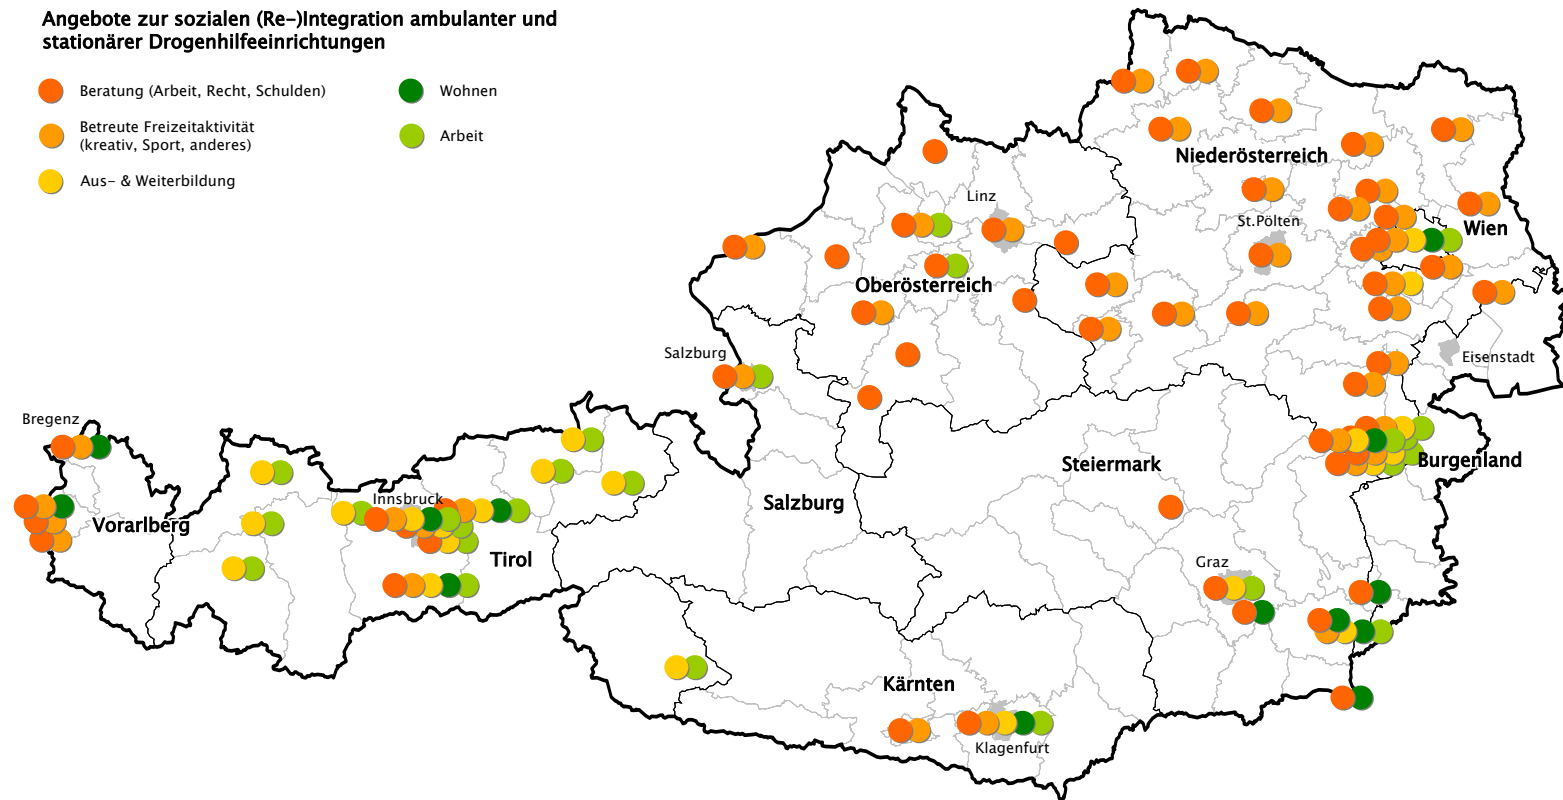 Angebote zur sozialen (Re-)Integration ambulanter und
stationärer Drogenhilfeeinrichtungen
Beratung (Arbeit, Recht, Schulden)
Wohnen
Betreute Freizeitaktivität
(kreativ, Sport, anderes)
Arbeit
Aus- & Weiterbildung
Niederösterreich
Linz
St.Pölten
Wien
Oberösterreich
Salzburg
Eisenstadt
Bregenz
Steiermark
Burgenland
Innsbruck
Salzburg
Vorarlberg
Tirol
Graz
Kärnten
Klagenfurt